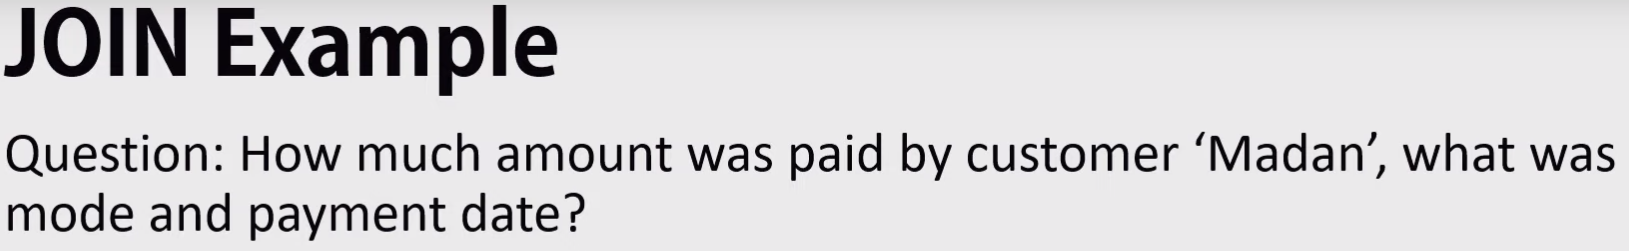 JOIN Example
Question: How much amount was paid by customer ‘Madan’, what was
mode and payment date?